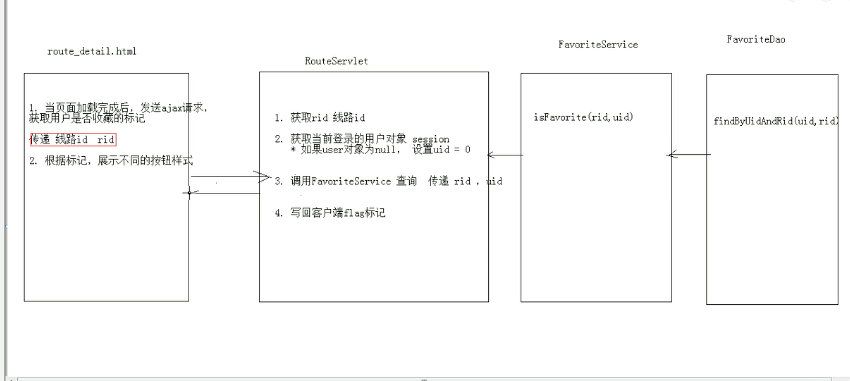 route_detail.html
1. 当页面加载完成后，发送ajax请求，
获取用户是否收藏的标记
传递 线路id  rid
2. 根据标记，展示不同的按钮样式
RouteServlet
1. 获取rid 线路id
2. 获取当前登录的用户对象 session
* 如果user对象为null， 设置uid = 0
3. 调用FavoriteService 查询  传递 rid ，uid
4. 写回客户端flag标记
FavoriteService
isFavorite(rid,uid)
FavoriteDao
findByUidAndRid(uid,rid)